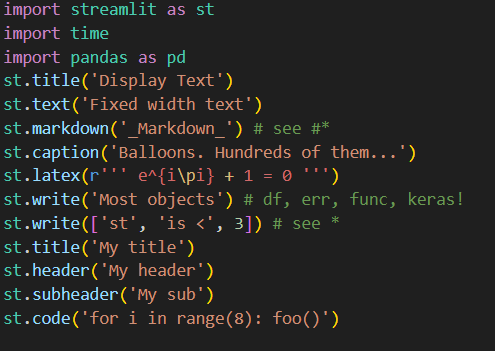 import streamlit as st
import time
import pandas as pd
st.title('Display Text')
st.text('Fixed width text')
st.markdown('_Markdown_') # see #*
st.caption('Balloons. Hundreds of them...')
st.latex(r''' e^{i\pi} + 1 = 0 ''')
st.write('Most objects') # df, err, func, keras!
st.write(['st', 'is <', 3]) # see *
st.title('My title')
st.header('My header')
st.subheader('My sub')
st.code('for i in range(8): foo()')